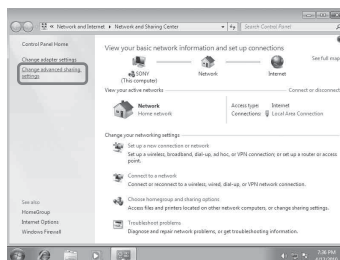 « Network and Internet ▸ Network and Sharing Center
Search Control Panel
Control Panel Home
Change adapter settings
Change advanced sharing
settings
View your basic network information and set up connections
See full map
SONY
(This computer)
Network
Internet
View your active networks
Connect or disconnect
Network
Home network
Access type: Internet
Connections: Local Area Connection
Change your networking settings
Set up a new connection or network
Set up a wireless, broadband, dial-up, ad hoc, or VPN connection; or set up a router or access
point.
Connect to a network
Connect or reconnect to a wireless, wired, dial-up, or VPN network connection.
Choose homegroup and sharing options
Access files and printers located on other network computers, or change sharing settings.
Troubleshoot problems
Diagnose and repair network problems, or get troubleshooting information.
See also
HomeGroup
Internet Options
Windows Firewall